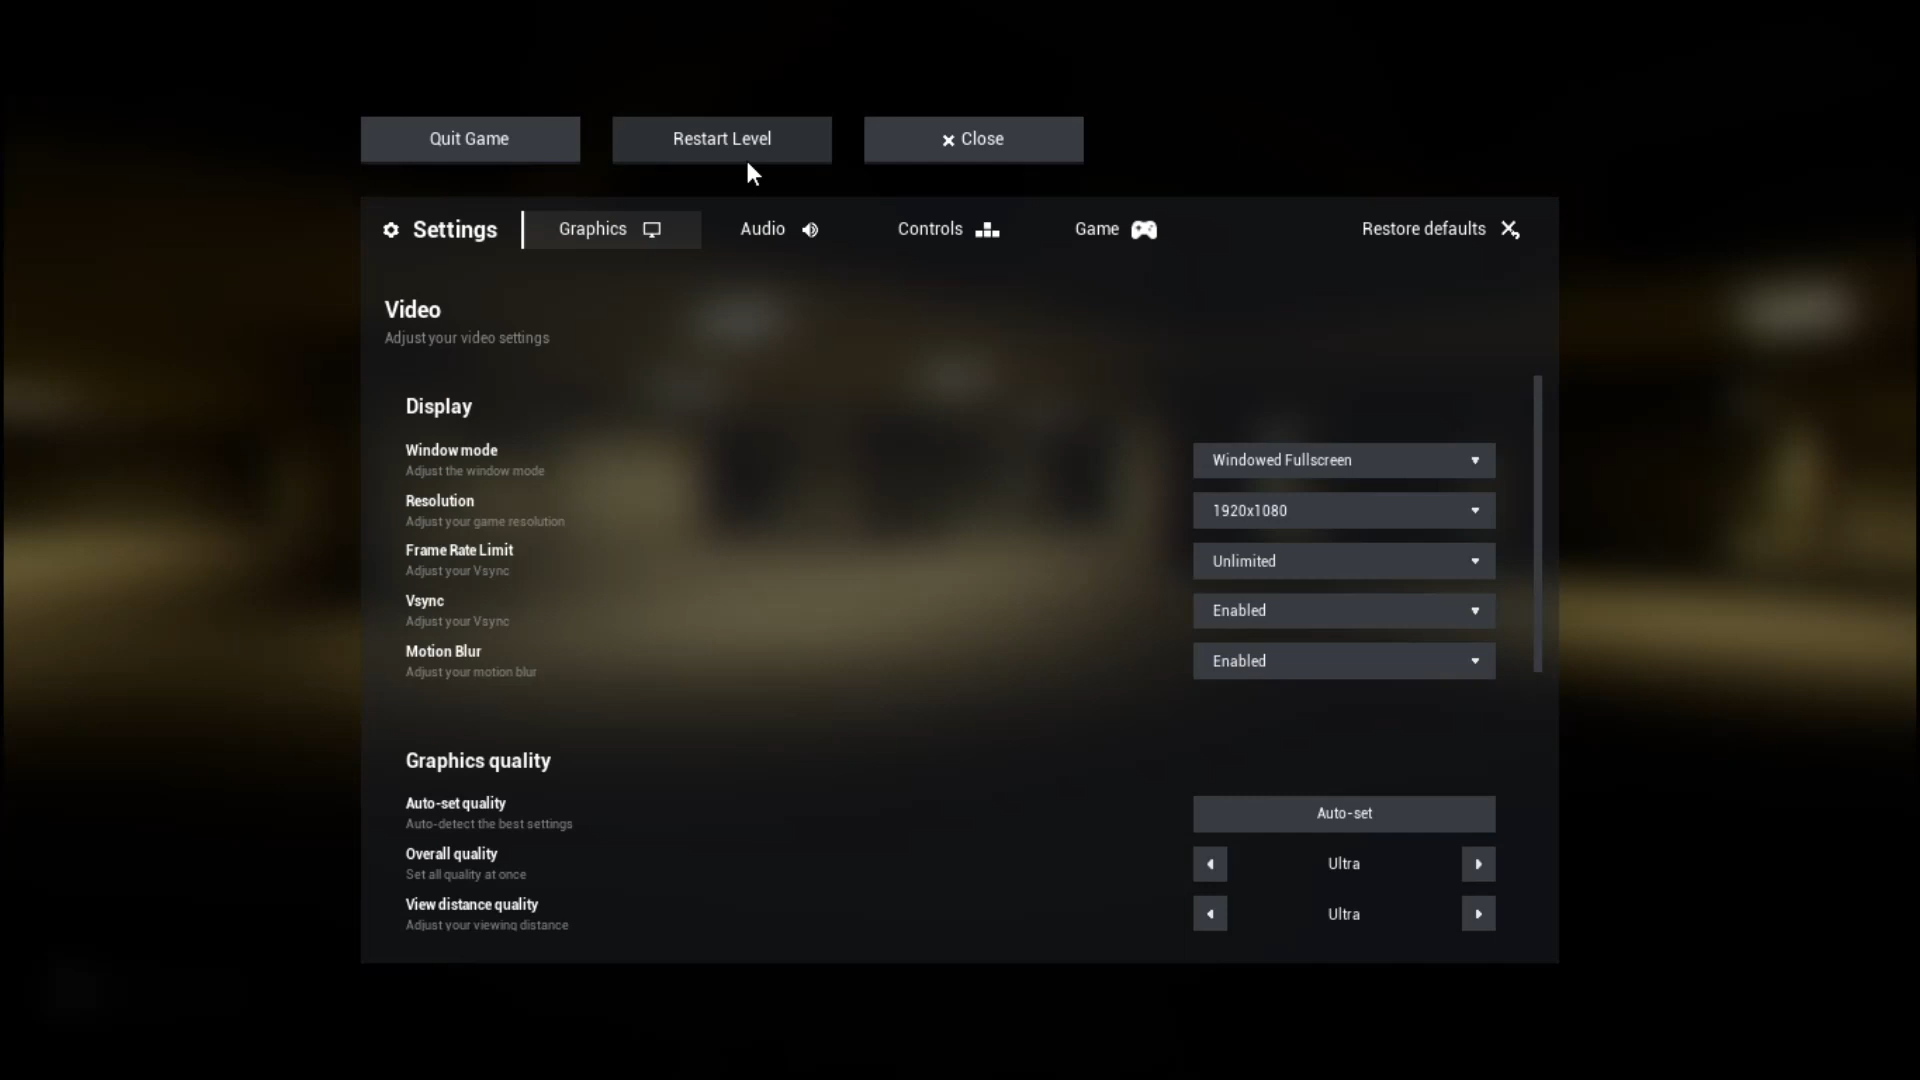 Quit Game
Restart Level
Close
Settings
Graphics
Audio
Controls
Game
Restore defaults
Video
Adjust your video settings
Display
Window mode
Adjust the window mode
Windowed Fullscreen
Resolution
Adjust your game resolution
1920x1080
Frame Rate Limit
Adjust your Vsync
Unlimited
Vsync
Adjust your Vsync
Enabled
Motion Blur
Adjust your motion blur
Enabled
Graphics quality
Auto-set quality
Auto-detect the best settings
Auto-set
Overall quality
Set all quality at once
Ultra
View distance quality
Adjust your viewing distance
Ultra